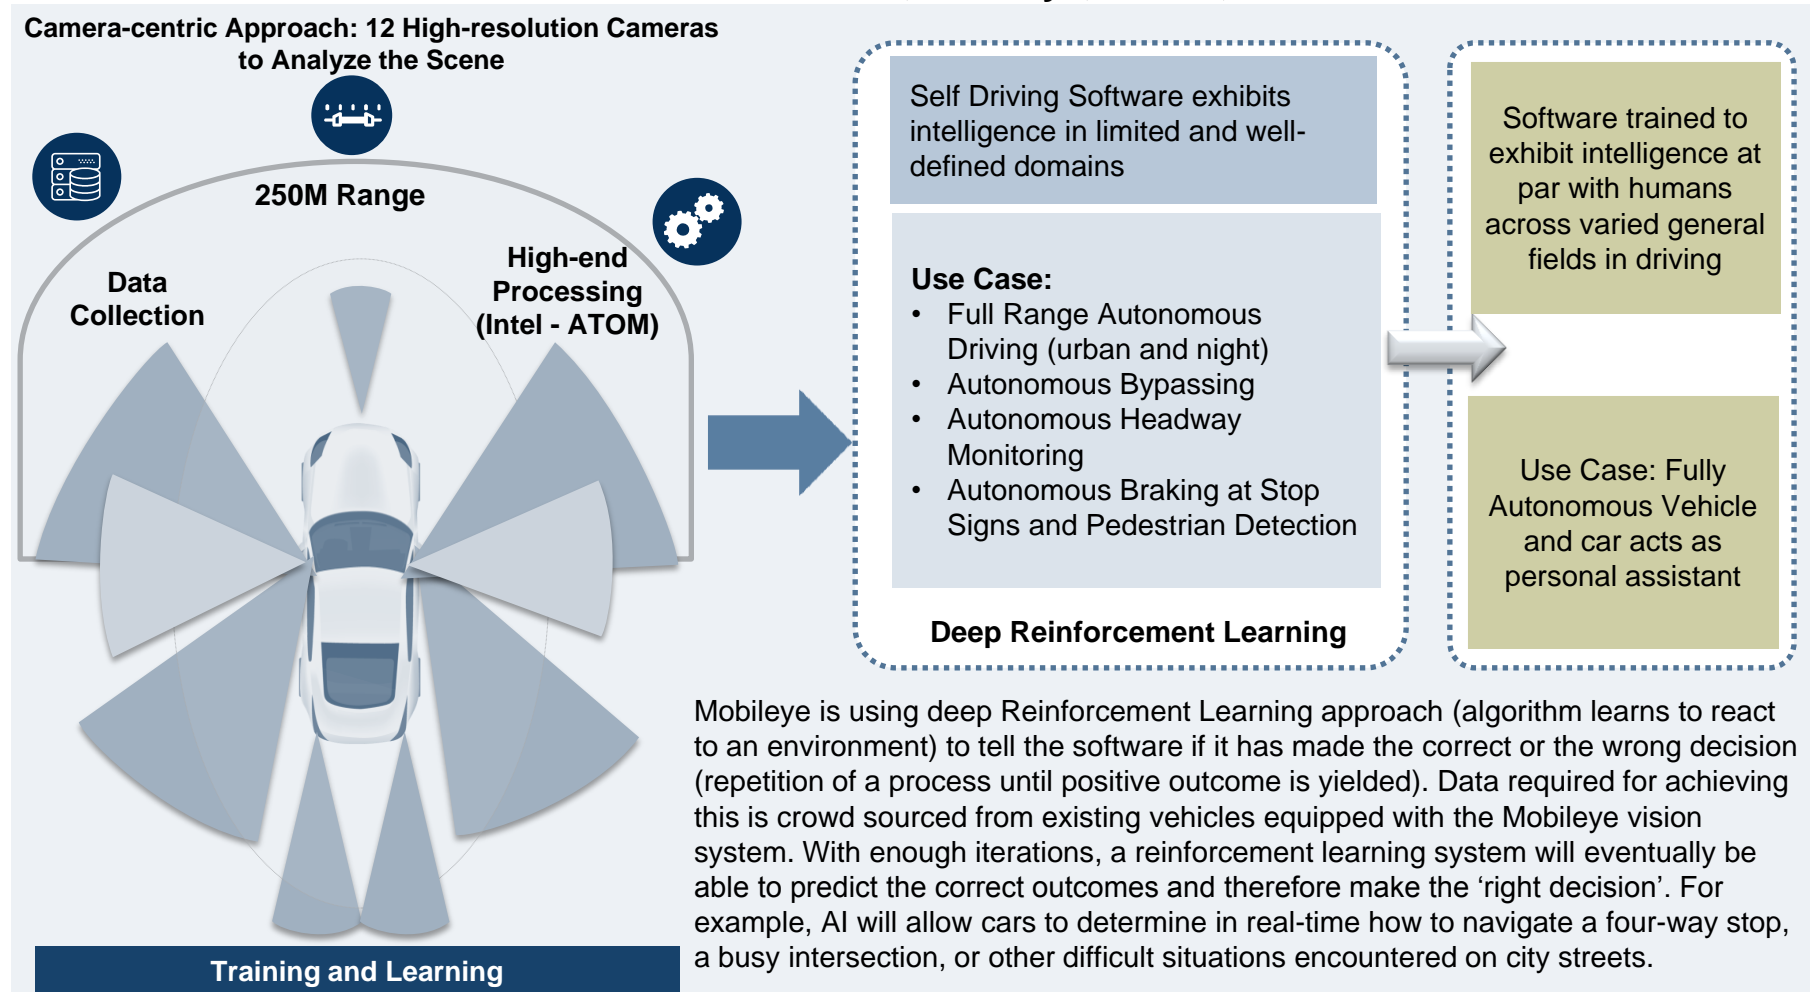 Camera-centric Approach: 12 High-resolution Cameras
to Analyze the Scene
250M Range
Data
Collection
High-end
Processing
(Intel - ATOM)
Training and Learning
Self Driving Software exhibits
intelligence in limited and well-
defined domains
Use Case:
• Full Range Autonomous
Driving (urban and night)
• Autonomous Bypassing
• Autonomous Headway
Monitoring
• Autonomous Braking at Stop
Signs and Pedestrian Detection
Deep Reinforcement Learning
Software trained to
exhibit intelligence at
par with humans
across varied general
fields in driving
Use Case: Fully
Autonomous Vehicle
and car acts as
personal assistant
Mobileye is using deep Reinforcement Learning approach (algorithm learns to react
to an environment) to tell the software if it has made the correct or the wrong decision
(repetition of a process until positive outcome is yielded). Data required for achieving
this is crowd sourced from existing vehicles equipped with the Mobileye vision
system. With enough iterations, a reinforcement learning system will eventually be
able to predict the correct outcomes and therefore make the ‘right decision’. For
example, AI will allow cars to determine in real-time how to navigate a four-way stop,
a busy intersection, or other difficult situations encountered on city streets.